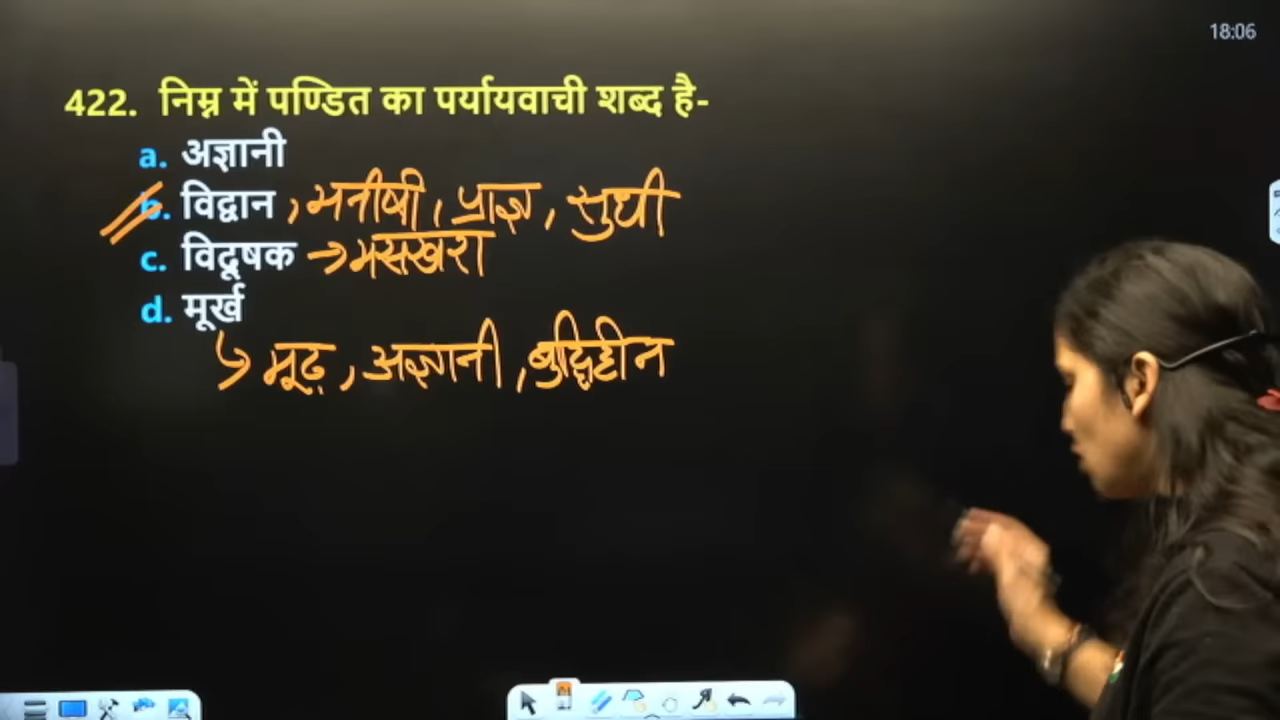 18:06
422. निम्न में पण्डित का पर्यायवाची शब्द है-
a. अज्ञानी
b. विद्वान , मनीषी, प्राज्ञ, सुधी
c. विदूषक → मसखरा
d. मूर्ख
↳ मूढ़, अज्ञानी, बुद्धिहीन